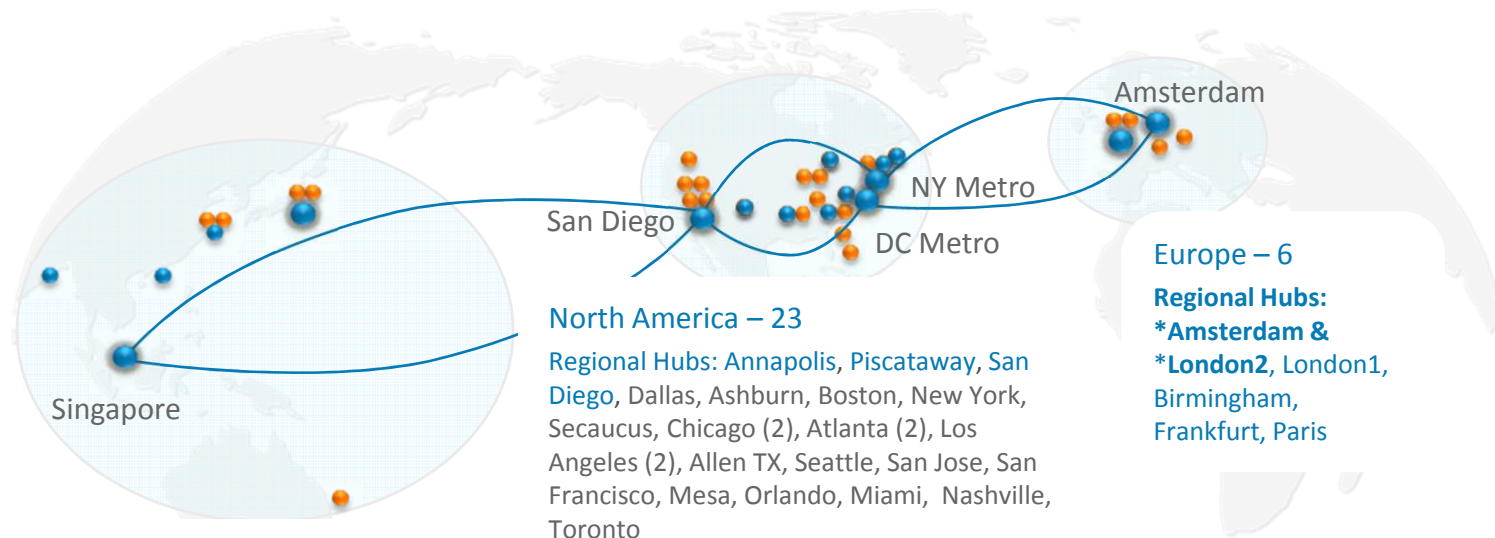 Amsterdam
NY Metro
San Diego
DC Metro
Singapore
North America – 23
Regional Hubs: Annapolis, Piscataway, San
Diego, Dallas, Ashburn, Boston, New York,
Secaucus, Chicago (2), Atlanta (2), Los
Angeles (2), Allen TX, Seattle, San Jose, San
Francisco, Mesa, Orlando, Miami,  Nashville,
Toronto
Europe – 6
Regional Hubs:
*Amsterdam &
*London2, London1,
Birmingham,
Frankfurt, Paris